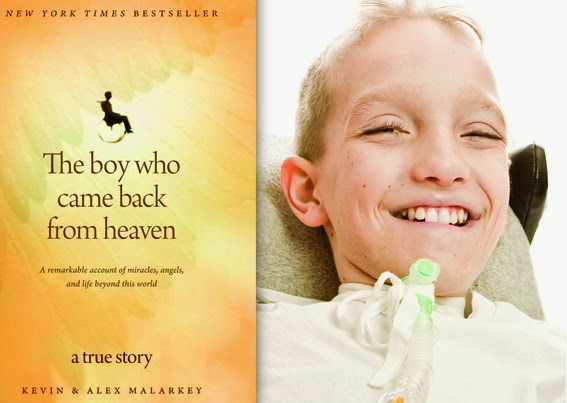 NEW YORK TIMES BESTSELLER
The boy who
came back
from heaven
A remarkable account of miracles, angels,
and life beyond this world
a true story
KEVIN & ALEX MALARKEY